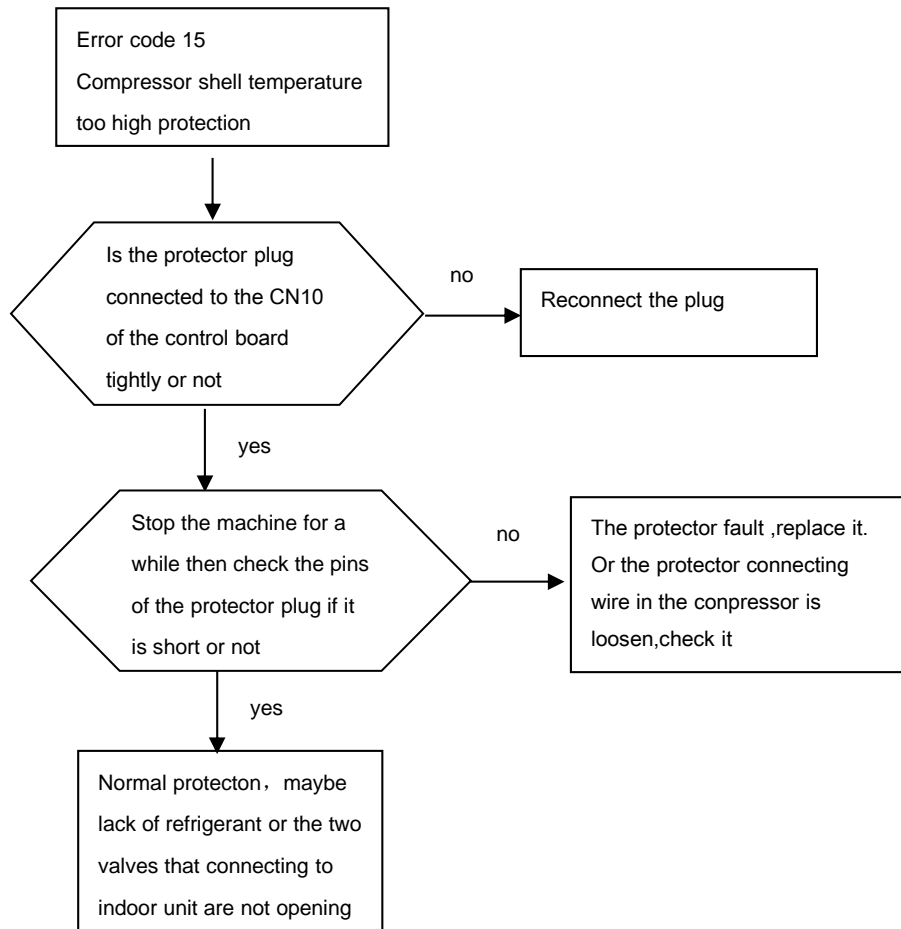 Error code 15
Compressor shell temperature
too high protection
Is the protector plug
connected to the CN10
of the control board
tightly or not
no
Reconnect the plug
yes
Stop the machine for a
while then check the pins
of the protector plug if it
is short or not
no
The protector fault ,replace it.
Or the protector connecting
wire in the conpressor is
loosen,check it
yes
Normal protecton，maybe
lack of refrigerant or the two
valves that connecting to
indoor unit are not opening